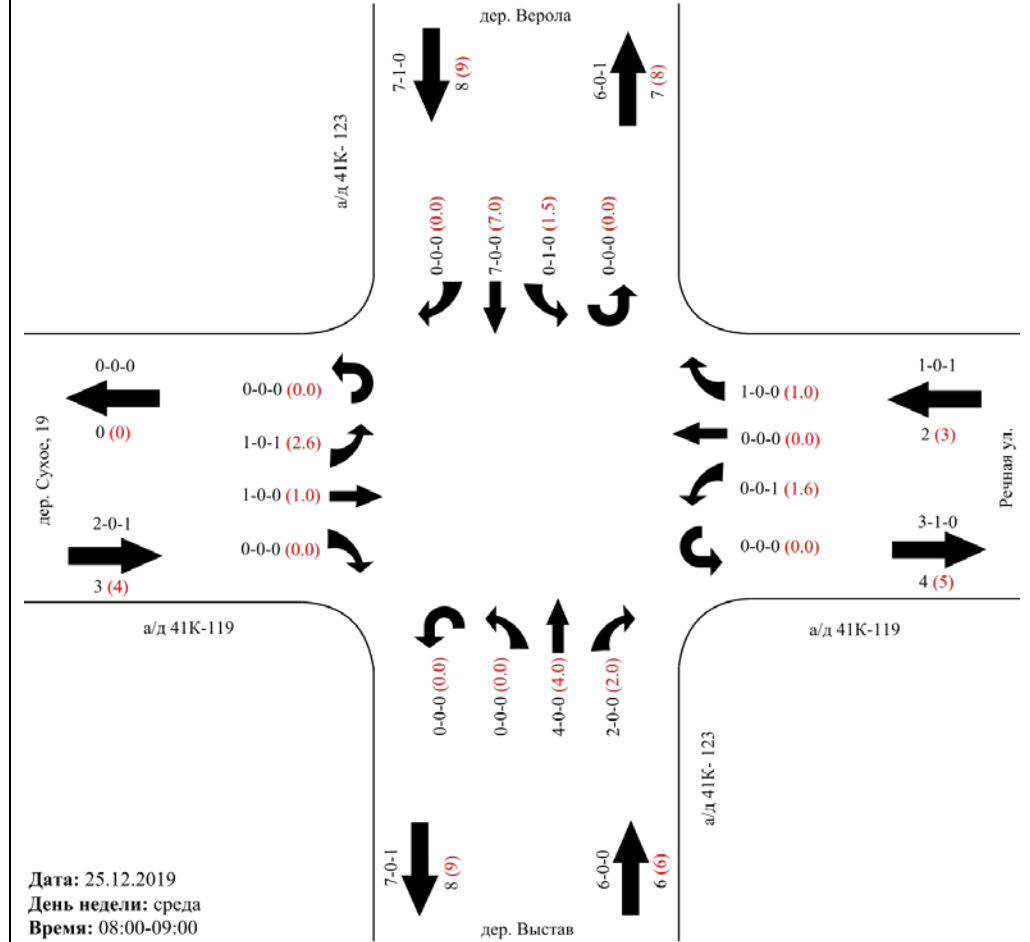 дер. Верола
7-1-0
8 (9)
6-0-1
7 (8)
а/д 41К- 123
0-0-0 (0.0)
7-0-0 (7.0)
0-1-0 (1.5)
0-0-0 (0.0)
0-0-0
0 (0)
дер. Сухое, 19
2-0-1
3 (4)
0-0-0 (0.0)
1-0-1 (2.6)
1-0-0 (1.0)
0-0-0 (0.0)
1-0-0 (1.0)
0-0-0 (0.0)
0-0-1 (1.6)
0-0-0 (0.0)
1-0-1
2 (3)
Речная ул.
3-1-0
4 (5)
а/д 41К-119
а/д 41К-119
0-0-0 (0.0)
0-0-0 (0.0)
4-0-0 (4.0)
2-0-0 (2.0)
а/д 41К- 123
7-0-1
8 (9)
6-0-0
6 (6)
дер. Выстав
Дата: 25.12.2019
День недели: среда
Время: 08:00-09:00